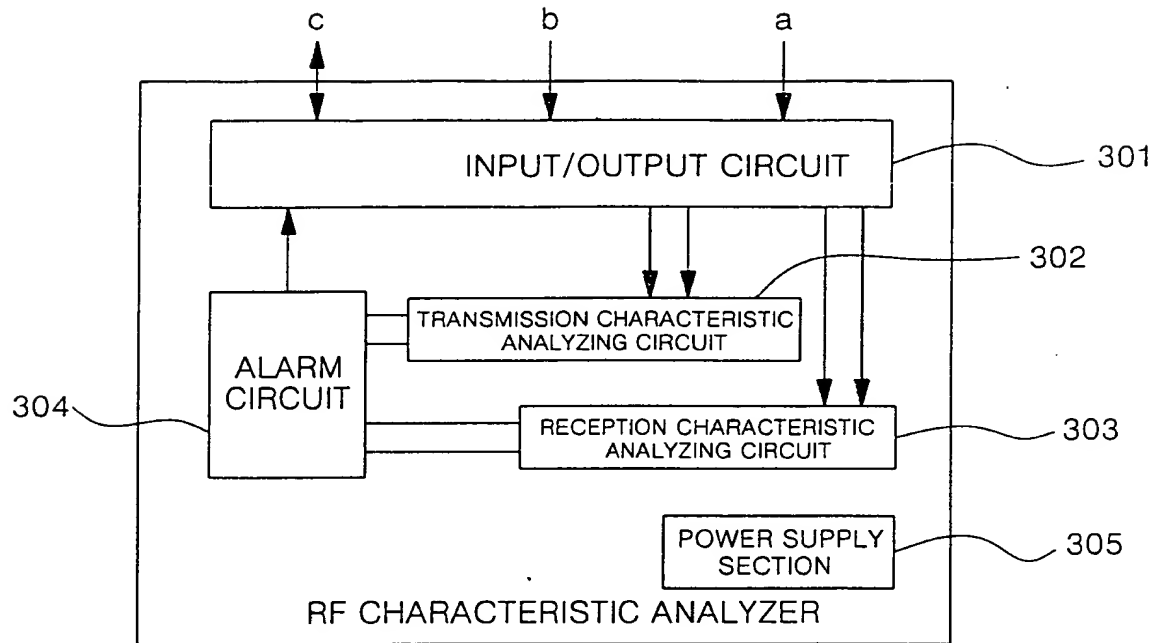 c
b
a
INPUT/OUTPUT CIRCUIT
301
302
TRANSMISSION CHARACTERISTIC
ANALYZING CIRCUIT
ALARM
CIRCUIT
304
RECEPTION CHARACTERISTIC
ANALYZING CIRCUIT
303
POWER SUPPLY
SECTION
305
RF CHARACTERISTIC ANALYZER